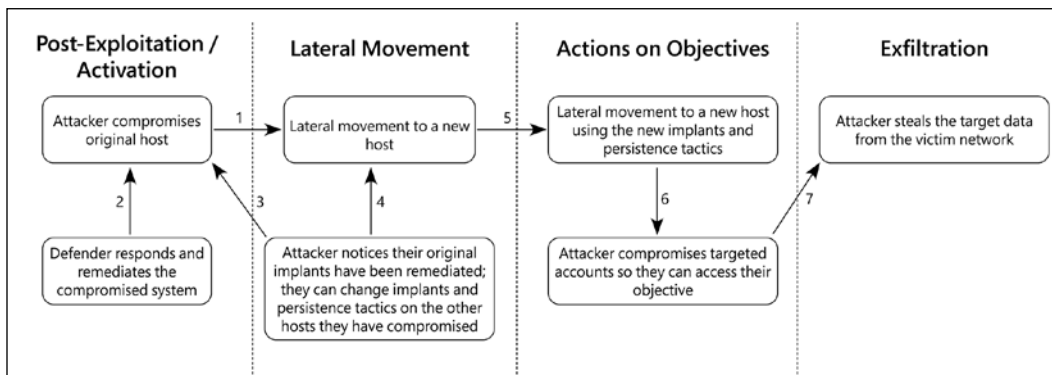 Post-Exploitation /
Activation
Lateral Movement
Actions on Objectives
Exfiltration
Attacker compromises
original host
1
Lateral movement to a new
host
5
Lateral movement to a new host
using the new implants and
persistence tactics
Attacker steals the target data
from the victim network
2
3
4
6
7
Defender responds and
remediates the
compromised system
Attacker notices their original
implants have been remediated;
they can change implants and
persistence tactics on the other
hosts they have compromised
Attacker compromises targeted
accounts so they can access their
objective